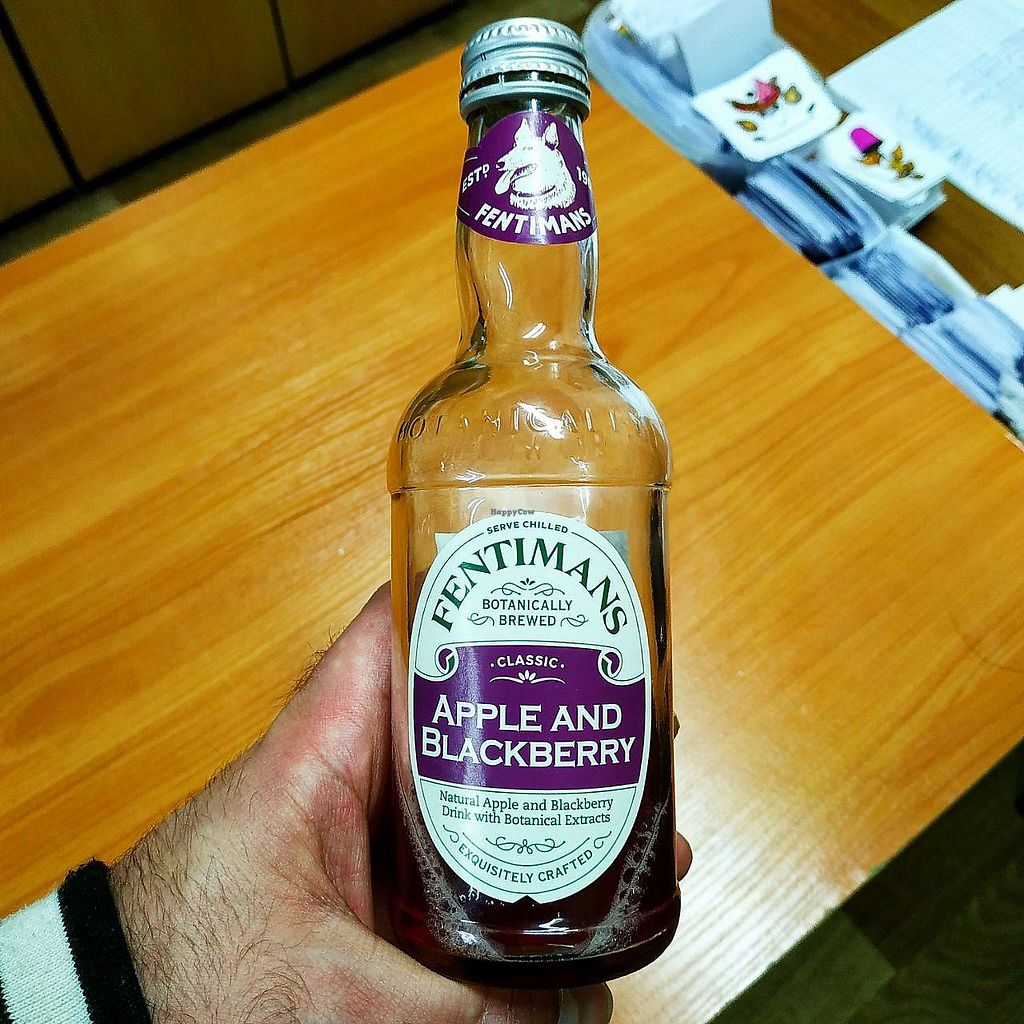 ESTD 19
FENTIMANS
BOTANICALLY
HappyCow
SERVE CHILLED
FENTIMANS
BOTANICALLY
BREWED
· CLASSIC ·
APPLE AND
BLACKBERRY
Natural Apple and Blackberry
Drink with Botanical Extracts
EXQUISITELY CRAFTED